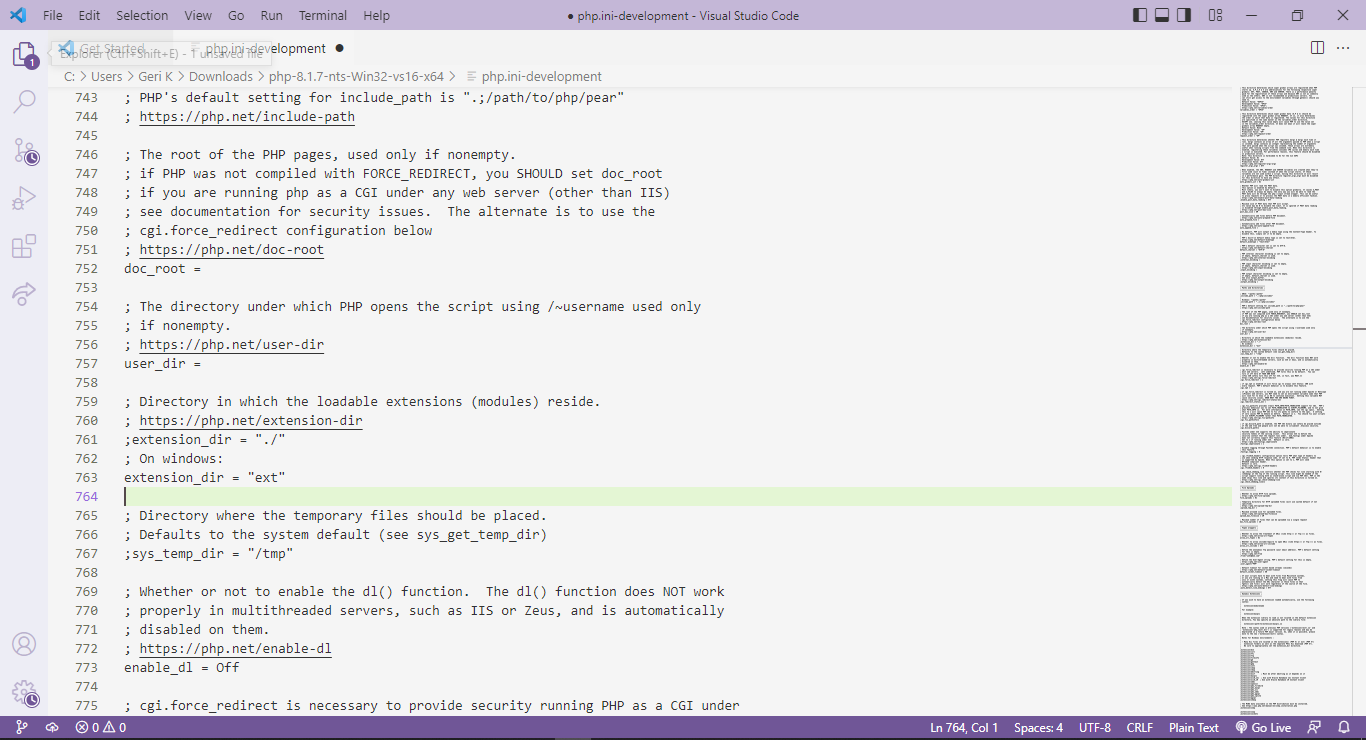 File Edit Selection View Go Run Terminal Help
● php.ini-development - Visual Studio Code
Get Started
php.ini-development ●
Explorer (Ctrl+Shift+E) - 1 unsaved file
C: > Users > Geri K > Downloads > php-8.1.7-nts-Win32-vs16-x64 > php.ini-development
1
743 ; PHP's default setting for include_path is ".;/path/to/php/pear"
744 ; https://php.net/include-path
745
746 ; The root of the PHP pages, used only if nonempty.
747 ; if PHP was not compiled with FORCE_REDIRECT, you SHOULD set doc_root
748 ; if you are running php as a CGI under any web server (other than IIS)
749 ; see documentation for security issues.  The alternate is to use the
750 ; cgi.force_redirect configuration below
751 ; https://php.net/doc-root
752 doc_root =
753
754 ; The directory under which PHP opens the script using /~username used only
755 ; if nonempty.
756 ; https://php.net/user-dir
757 user_dir =
758
759 ; Directory in which the loadable extensions (modules) reside.
760 ; https://php.net/extension-dir
761 ;extension_dir = "./"
762 ; On windows:
763 extension_dir = "ext"
764
765 ; Directory where the temporary files should be placed.
766 ; Defaults to the system default (see sys_get_temp_dir)
767 ;sys_temp_dir = "/tmp"
768
769 ; Whether or not to enable the dl() function.  The dl() function does NOT work
770 ; properly in multithreaded servers, such as IIS or Zeus, and is automatically
771 ; disabled on them.
772 ; https://php.net/enable-dl
773 enable_dl = Off
774
775 ; cgi.force_redirect is necessary to provide security running PHP as a CGI under
0 0 Ln 764, Col 1 Spaces: 4 UTF-8 CRLF Plain Text Go Live